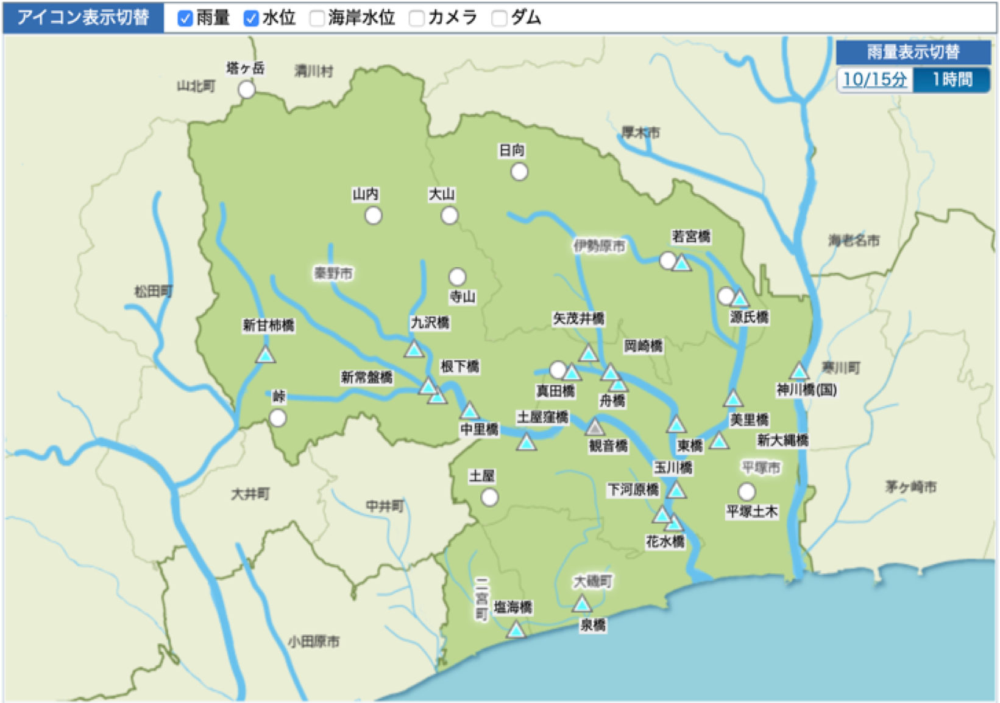 アイコン表示切替 雨量 水位 海岸水位 カメラ ダム
雨量表示切替
10/15分 1時間
塔ヶ岳
清川村
山北町
厚木市
日向
山内
大山
若宮橋
海老名市
伊勢原市
秦野市
松田町
寺山
源氏橋
矢茂井橋
九沢橋
新甘柿橋
岡崎橋
根下橋
寒川町
新常盤橋
真田橋
神川橋(国)
峠
舟橋
土屋窪橋
美里橋
中里橋
新大縄橋
観音橋
東橋
玉川橋
平塚市
土屋
下河原橋
茅ヶ崎市
大井町
中井町
平塚土木
花水橋
大磯町
二宮町
塩海橋
泉橋
小田原市